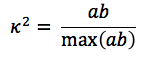 κ² = ab / max(ab)